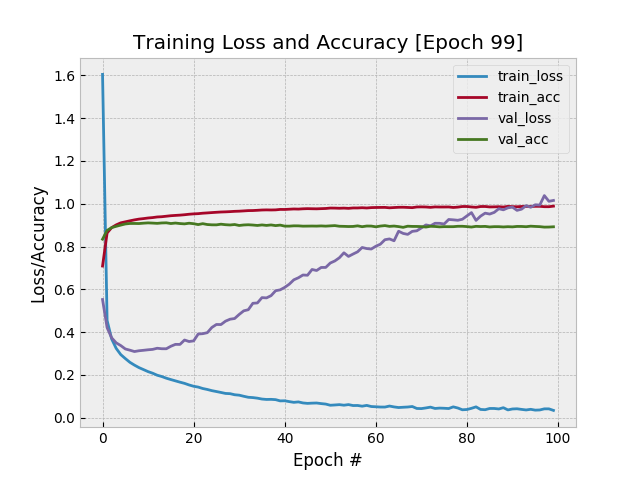 Training Loss and Accuracy [Epoch 99]
train_loss
train_acc
val_loss
val_acc
Loss/Accuracy
1.6
1.4
1.2
1.0
0.8
0.6
0.4
0.2
0.0
0 20 40 60 80 100
Epoch #